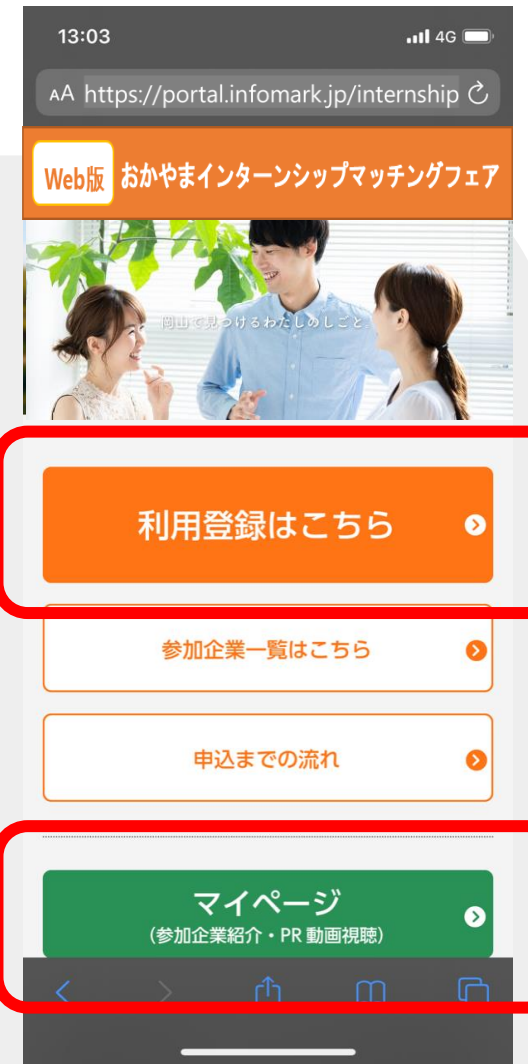 13:03
4G
AA https://portal.infomark.jp/internship
Web版 おかやまインターンシップマッチングフェア
岡山で見つけるわたしのしごと。
利用登録はこちら
参加企業一覧はこちら
申込までの流れ
マイページ
(参加企業紹介・PR動画視聴)